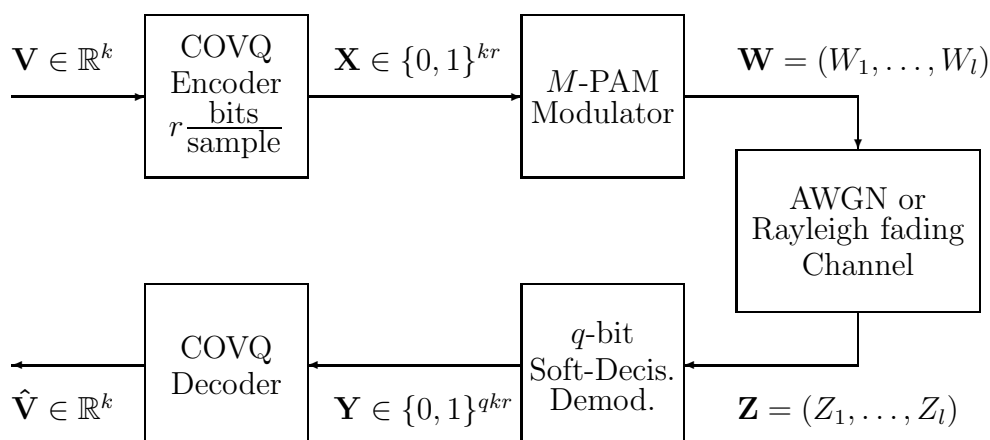 V ∈ ℝ^k
COVQ
Encoder
r bits/sample
X ∈ {0, 1}^{kr}
M-PAM
Modulator
W = (W_1, . . . , W_l)
AWGN or
Rayleigh fading
Channel
Z = (Z_1, . . . , Z_l)
q-bit
Soft-Decis.
Demod.
Y ∈ {0, 1}^{qkr}
COVQ
Decoder
V̂ ∈ ℝ^k